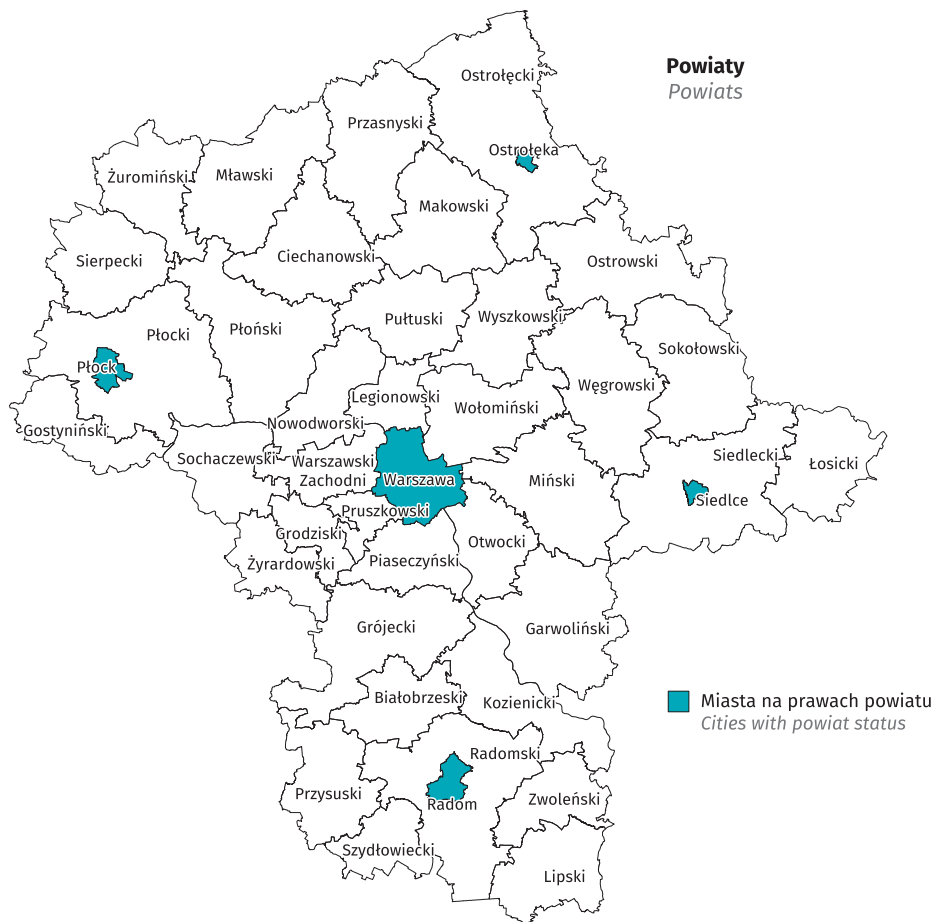 Powiaty
Powiats
Ostrołęcki
Przasnyski
Ostrołęka
Żuromiński
Mławski
Makowski
Sierpecki
Ciechanowski
Ostrowski
Płocki
Płoński
Pułtuski
Wyszkowski
Sokołowski
Płock
Węgrowski
Legionowski
Wołomiński
Gostyniński
Nowodworski
Sochaczewski
Warszawski
Zachodni
Warszawa
Miński
Siedlecki
Łosicki
Siedlce
Pruszkowski
Grodziski
Otwocki
Żyrardowski
Piaseczyński
Grójecki
Garwoliński
Białobrzeski
Kozienicki
Miasta na prawach powiatu
Cities with powiat status
Radomski
Przysuski
Radom
Zwoleński
Szydłowiecki
Lipski